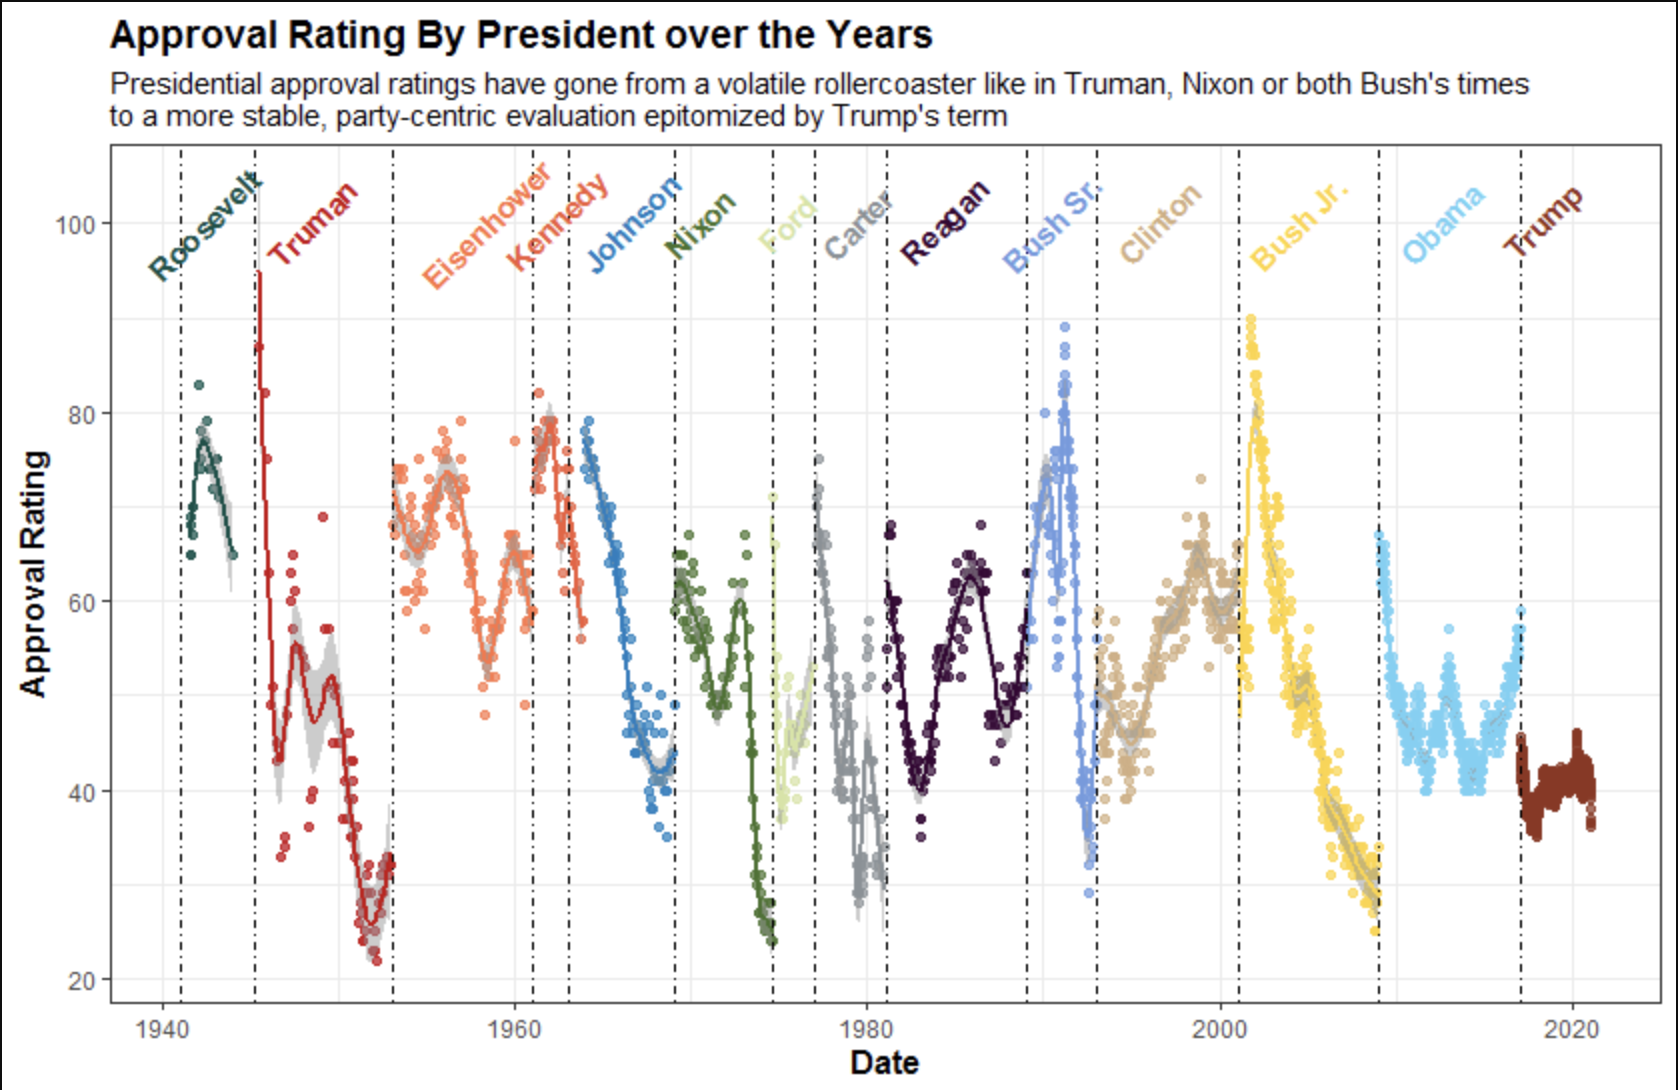 Approval Rating By President over the Years
Presidential approval ratings have gone from a volatile rollercoaster like in Truman, Nixon or both Bush's times
to a more stable, party-centric evaluation epitomized by Trump's term
Roosevelt
Truman
Eisenhower
Kennedy
Johnson
Nixon
Ford
Carter
Reagan
Bush Sr.
Clinton
Bush Jr.
Obama
Trump
Approval Rating
100
80
60
40
20
1940
1960
1980
2000
2020
Date